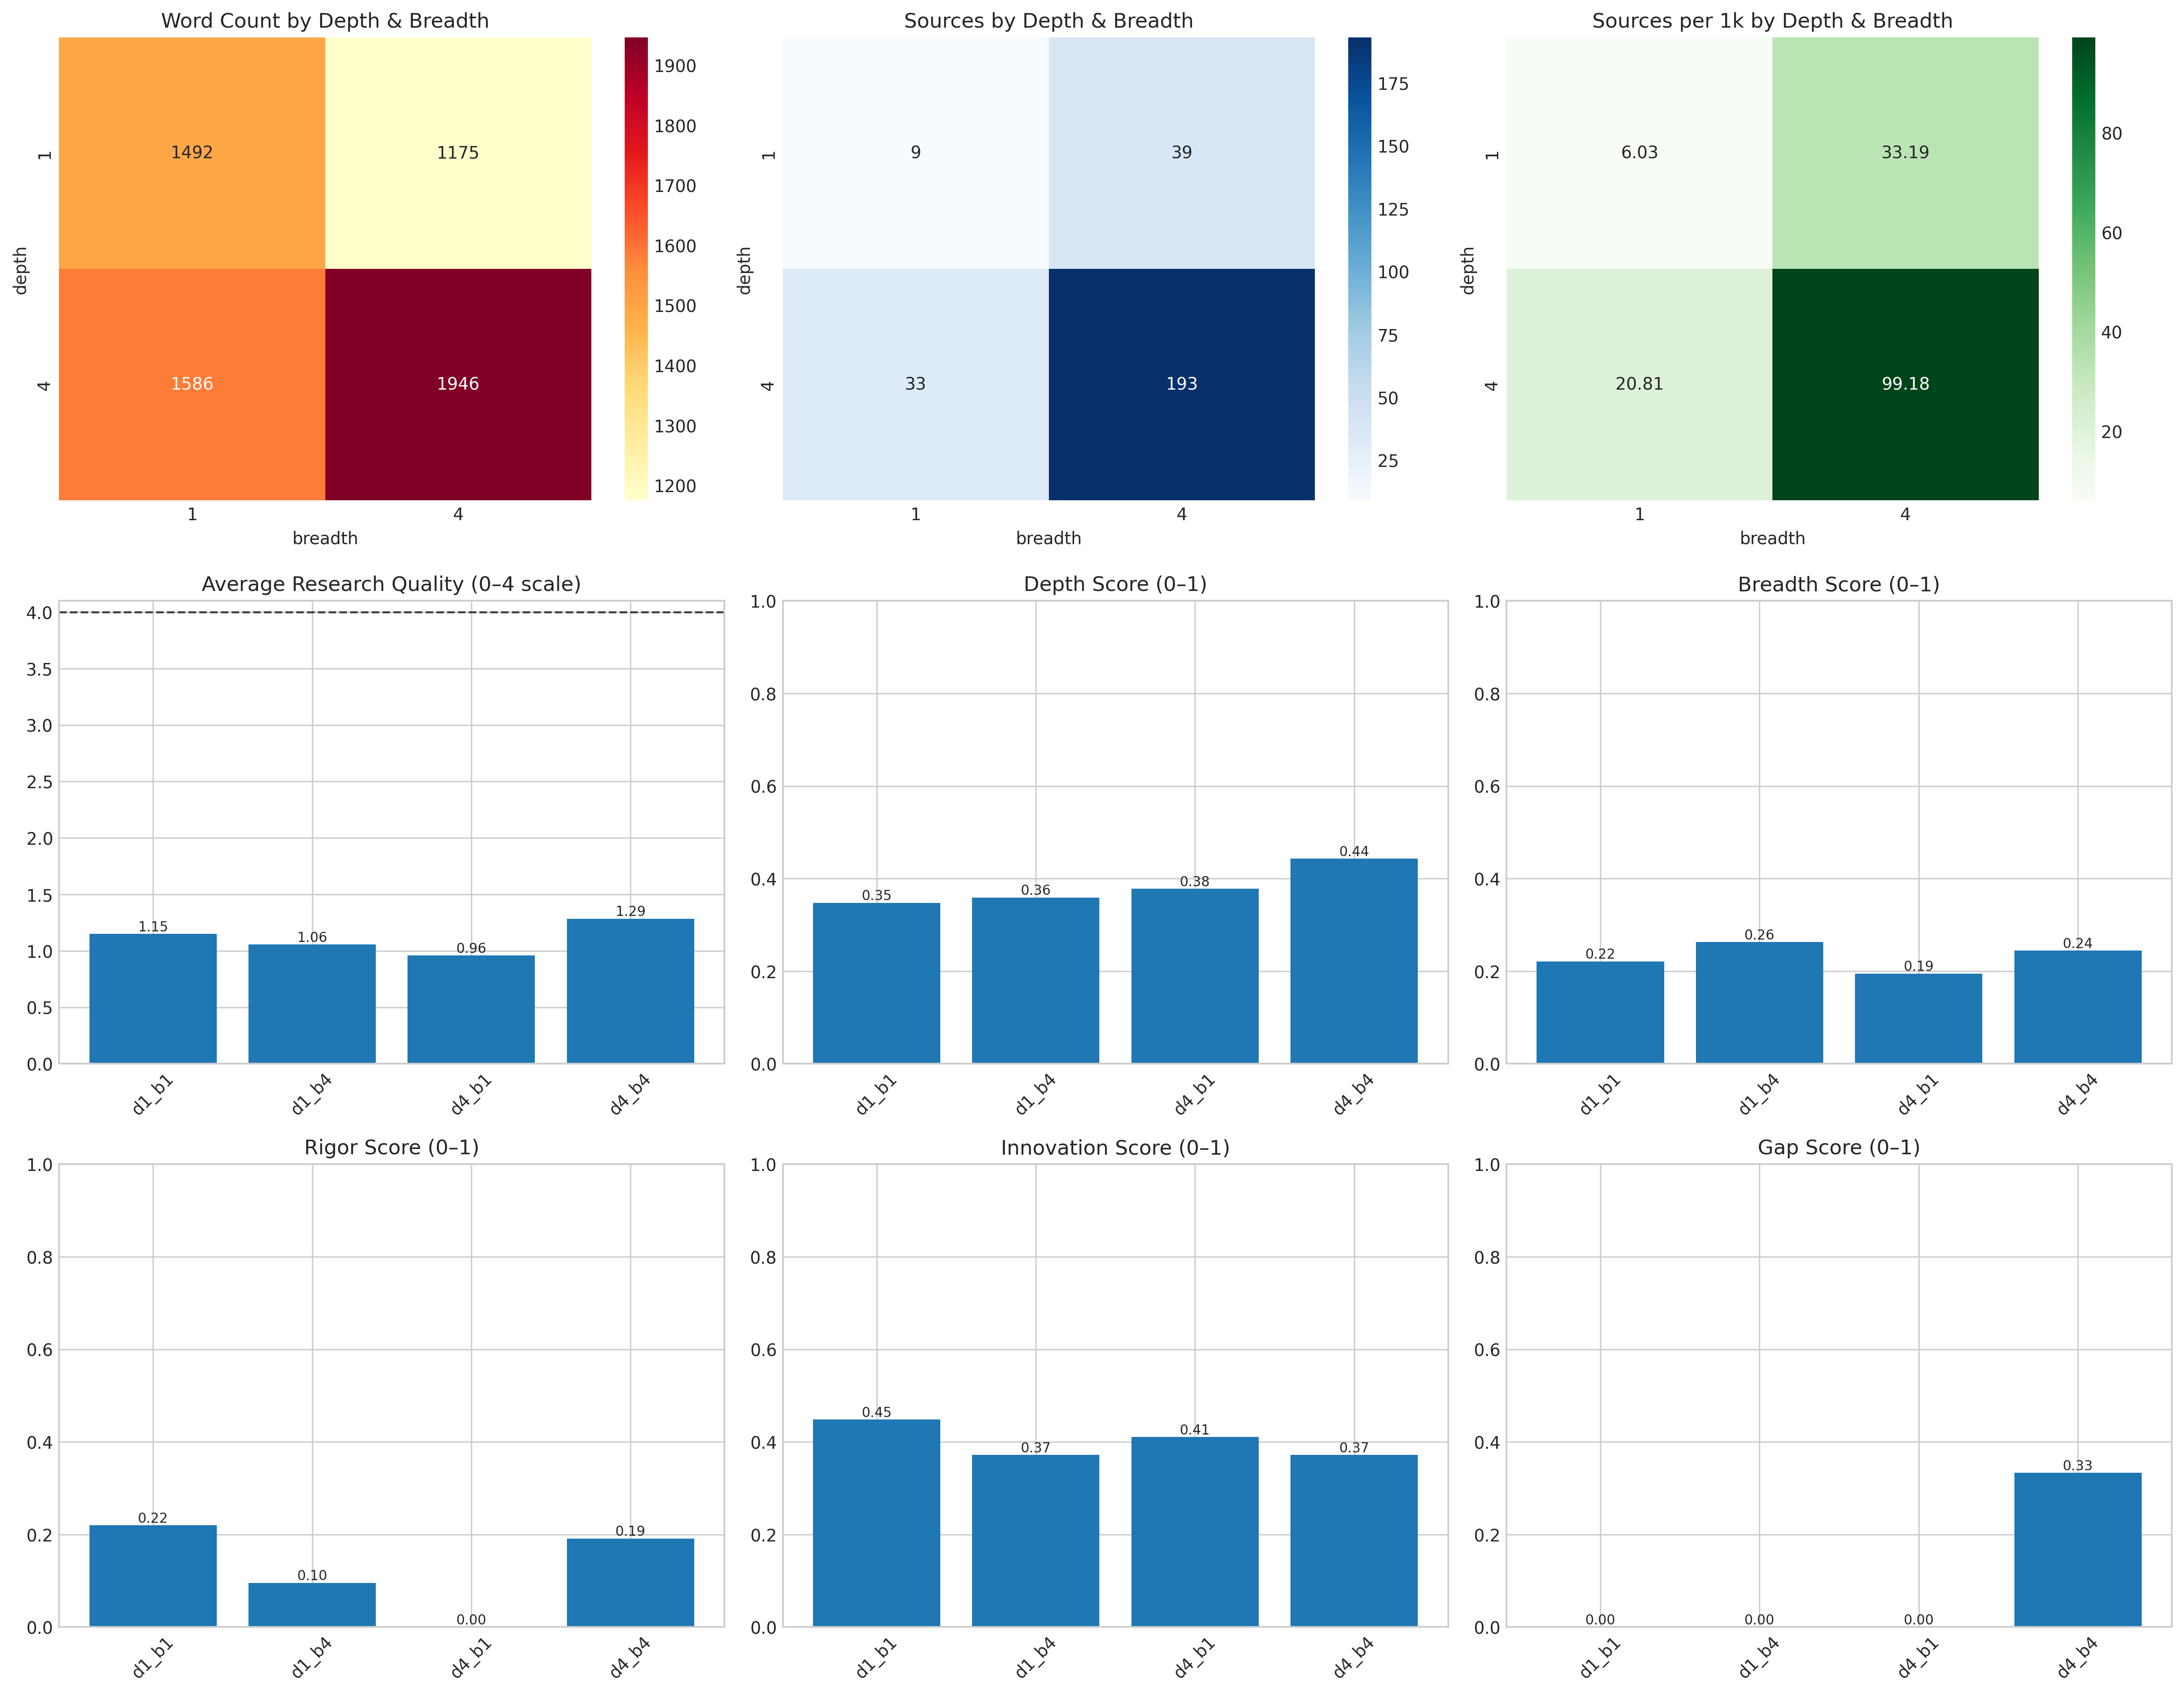 Word Count by Depth & Breadth
1492 1175
1586 1946
1 4
breadth
depth
1
4
1900
1800
1700
1600
1500
1400
1300
1200
Sources by Depth & Breadth
9 39
33 193
1 4
breadth
depth
1
4
175
150
125
100
75
50
25
Sources per 1k by Depth & Breadth
6.03 33.19
20.81 99.18
1 4
breadth
depth
1
4
80
60
40
20
Average Research Quality (0–4 scale)
4.0
3.5
3.0
2.5
2.0
1.5
1.0
0.5
0.0
1.15 1.06 0.96 1.29
d1_b1 d1_b4 d4_b1 d4_b4
Depth Score (0–1)
1.0
0.8
0.6
0.4
0.2
0.0
0.35 0.36 0.38 0.44
d1_b1 d1_b4 d4_b1 d4_b4
Breadth Score (0–1)
1.0
0.8
0.6
0.4
0.2
0.0
0.22 0.26 0.19 0.24
d1_b1 d1_b4 d4_b1 d4_b4
Rigor Score (0–1)
1.0
0.8
0.6
0.4
0.2
0.0
0.22 0.10 0.00 0.19
d1_b1 d1_b4 d4_b1 d4_b4
Innovation Score (0–1)
1.0
0.8
0.6
0.4
0.2
0.0
0.45 0.37 0.41 0.37
d1_b1 d1_b4 d4_b1 d4_b4
Gap Score (0–1)
1.0
0.8
0.6
0.4
0.2
0.0
0.00 0.00 0.00 0.33
d1_b1 d1_b4 d4_b1 d4_b4